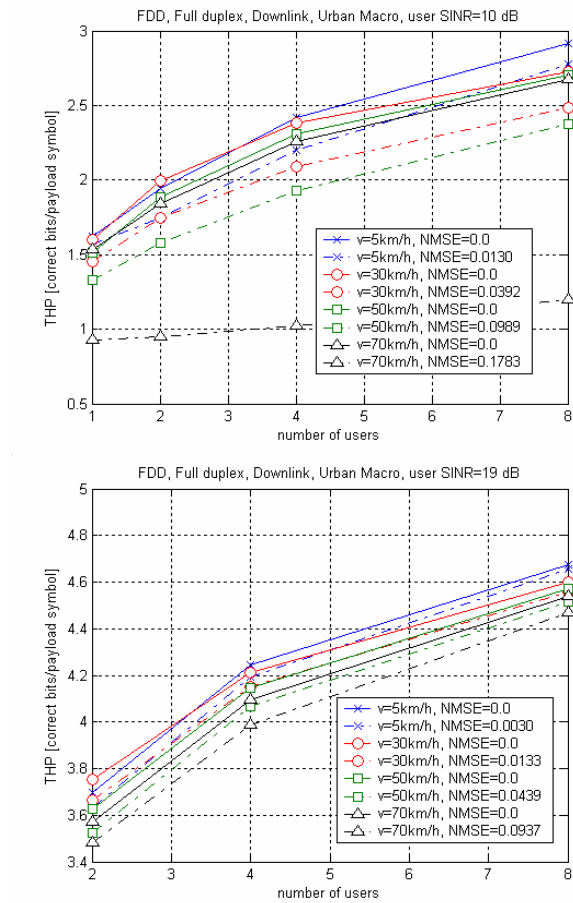 FDD, Full duplex, Downlink, Urban Macro, user SINR=10 dB
3
2.5
2
1.5
1
0.5
THP [correct bits/payload symbol]
v=5km/h, NMSE=0.0
v=5km/h, NMSE=0.0130
v=30km/h, NMSE=0.0
v=30km/h, NMSE=0.0392
v=50km/h, NMSE=0.0
v=50km/h, NMSE=0.0989
v=70km/h, NMSE=0.0
v=70km/h, NMSE=0.1783
1 2 3 4 5 6 7 8
number of users
FDD, Full duplex, Downlink, Urban Macro, user SINR=19 dB
5
4.8
4.6
4.4
4.2
4
3.8
3.6
3.4
THP [correct bits/payload symbol]
v=5km/h, NMSE=0.0
v=5km/h, NMSE=0.0030
v=30km/h, NMSE=0.0
v=30km/h, NMSE=0.0133
v=50km/h, NMSE=0.0
v=50km/h, NMSE=0.0439
v=70km/h, NMSE=0.0
v=70km/h, NMSE=0.0937
2 3 4 5 6 7 8
number of users